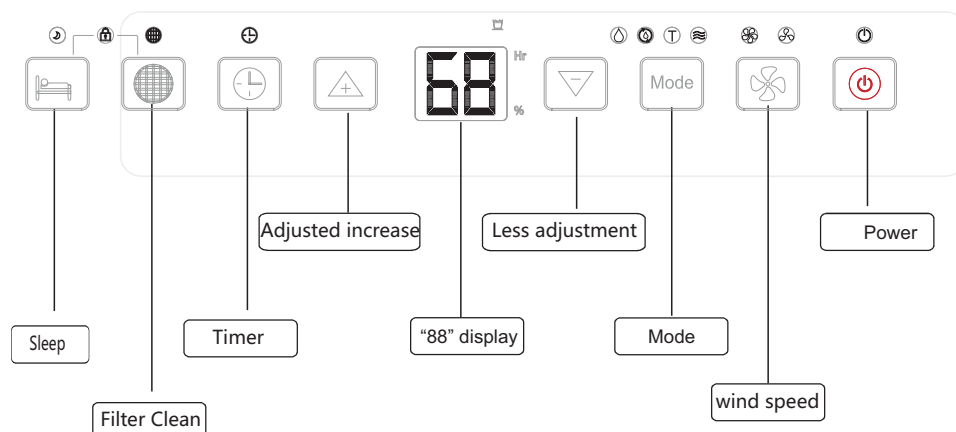 Hr
T
68
Mode
%
Adjusted increase
Less adjustment
Power
Sleep
Timer
“88” display
Mode
wind speed
Filter Clean